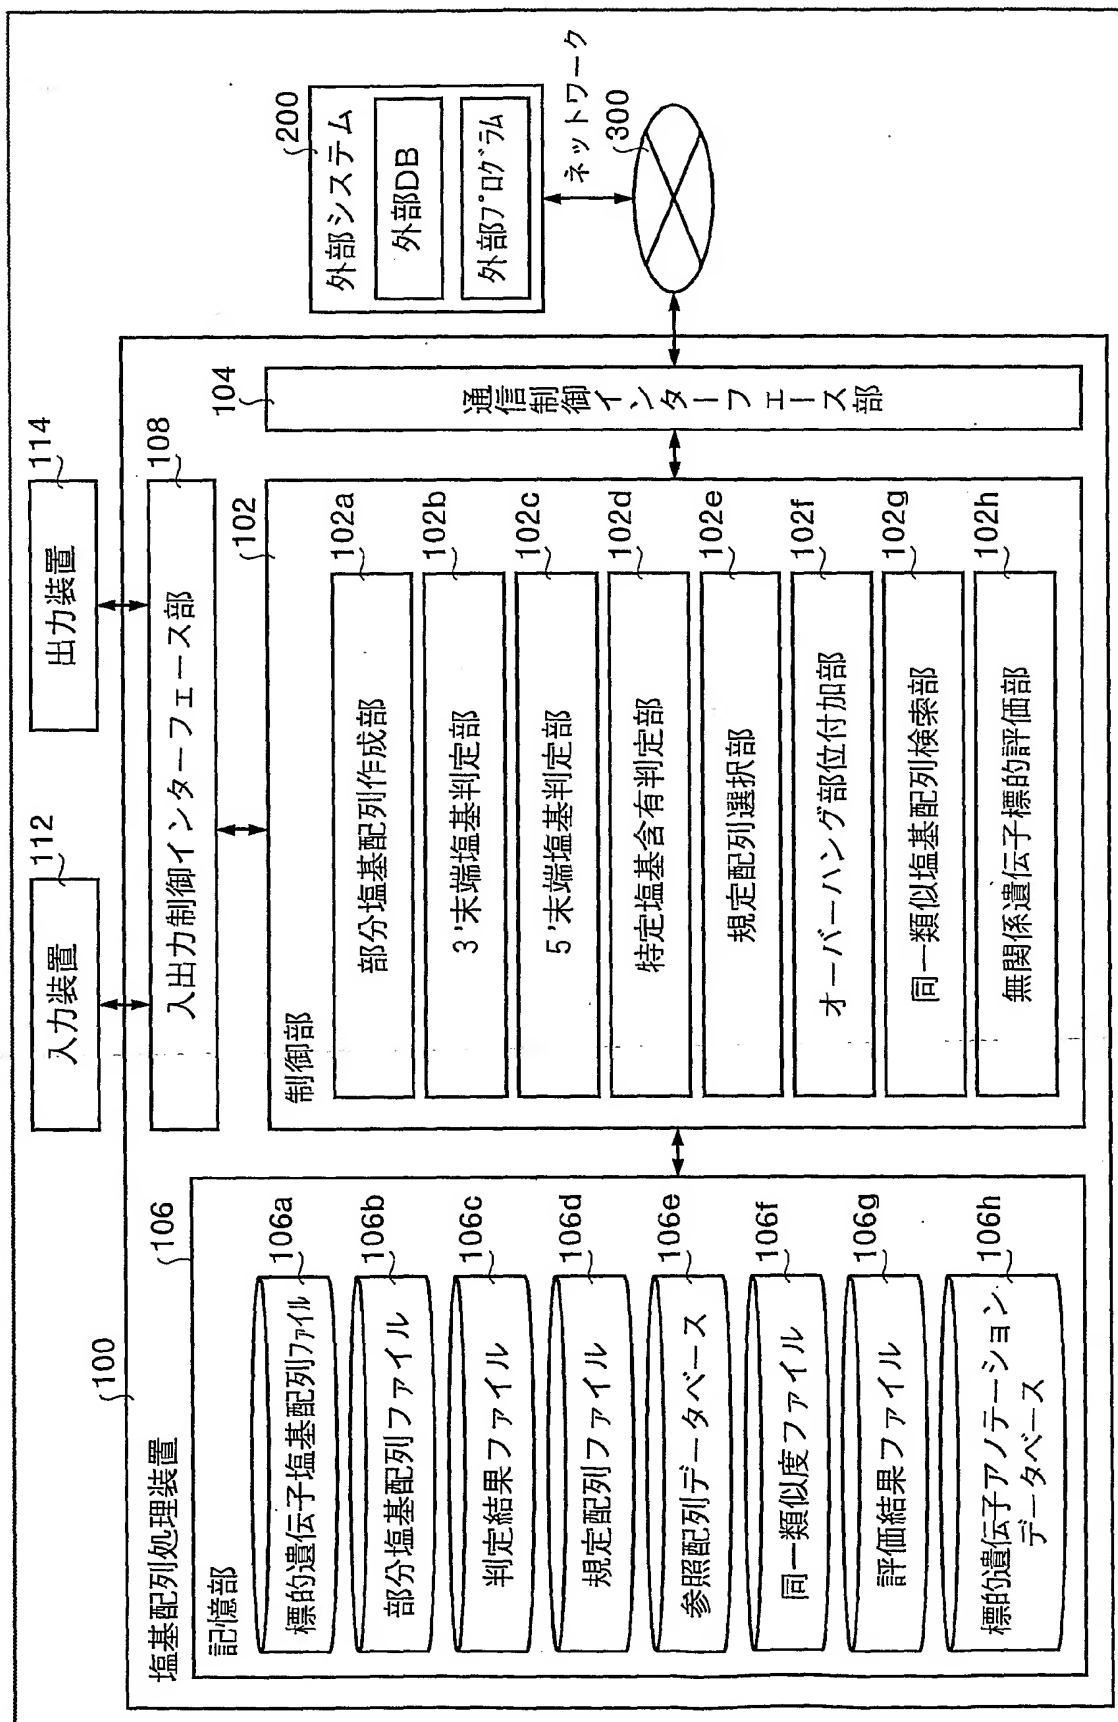 入力装置
112
出力装置
114
塩基配列処理装置
100
入出力制御インターフェース部
108
記憶部
106
標的遺伝子塩基配列ファイル
106a
部分塩基配列ファイル
106b
判定結果ファイル
106c
規定配列ファイル
106d
参照配列データベース
106e
同一類似度ファイル
106f
評価結果ファイル
106g
標的遺伝子アノテーション
データベース
106h
制御部
102
部分塩基配列作成部
102a
3'末端塩基判定部
102b
5'末端塩基判定部
102c
特定塩基含有判定部
102d
規定配列選択部
102e
オーバーハング部位付加部
102f
同一類似塩基配列検索部
102g
無関係遺伝子標的評価部
102h
104
通信制御インターフェース部
200
外部システム
外部DB
外部プログラム
ネットワーク
300